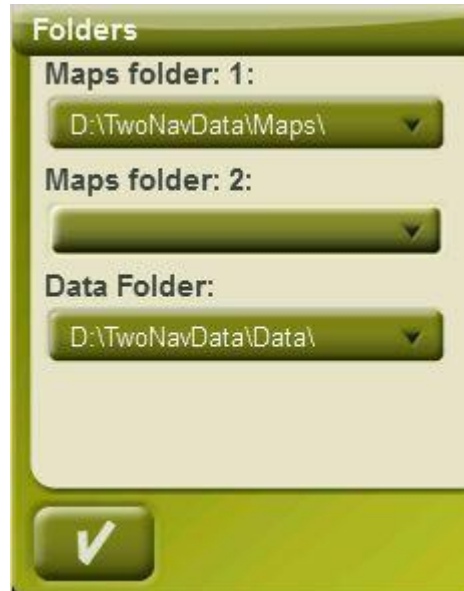 Folders
Maps folder: 1:
D:\TwoNavData\Maps\
Maps folder: 2:
Data Folder:
D:\TwoNavData\Data\